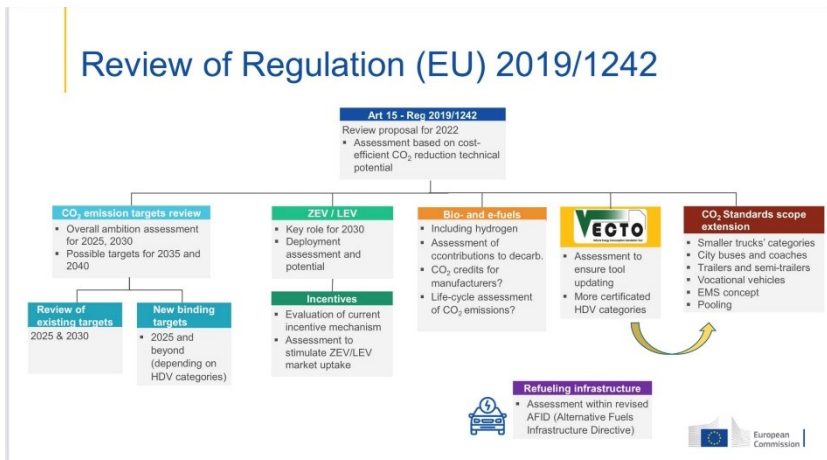 Review of Regulation (EU) 2019/1242
Art 15 - Reg 2019/1242
Review proposal for 2022
▪ Assessment based on cost-
efficient CO₂ reduction technical
potential
CO₂ emission targets review
▪ Overall ambition assessment
for 2025, 2030
▪ Possible targets for 2035 and
2040
Review of
existing targets
2025 & 2030
New binding
targets
▪ 2025 and
beyond
(depending on
HDV categories)
ZEV / LEV
▪ Key role for 2030
▪ Deployment
assessment and
potential
Incentives
▪ Evaluation of current
incentive mechanism
▪ Assessment to
stimulate ZEV/LEV
market uptake
Bio- and e-fuels
▪ Including hydrogen
▪ Assessment of
ccontributions to decarb.
▪ CO₂ credits for
manufacturers?
▪ Life-cycle assessment
of CO₂ emissions?
VECTO
▪ Assessment to
ensure tool
updating
▪ More certificated
HDV categories
CO₂ Standards scope
extension
▪ Smaller trucks' categories
▪ City buses and coaches
▪ Trailers and semi-trailers
▪ Vocational vehicles
▪ EMS concept
▪ Pooling
Refueling infrastructure
▪ Assessment within revised
AFID (Alternative Fuels
Infrastructure Directive)
European
Commission